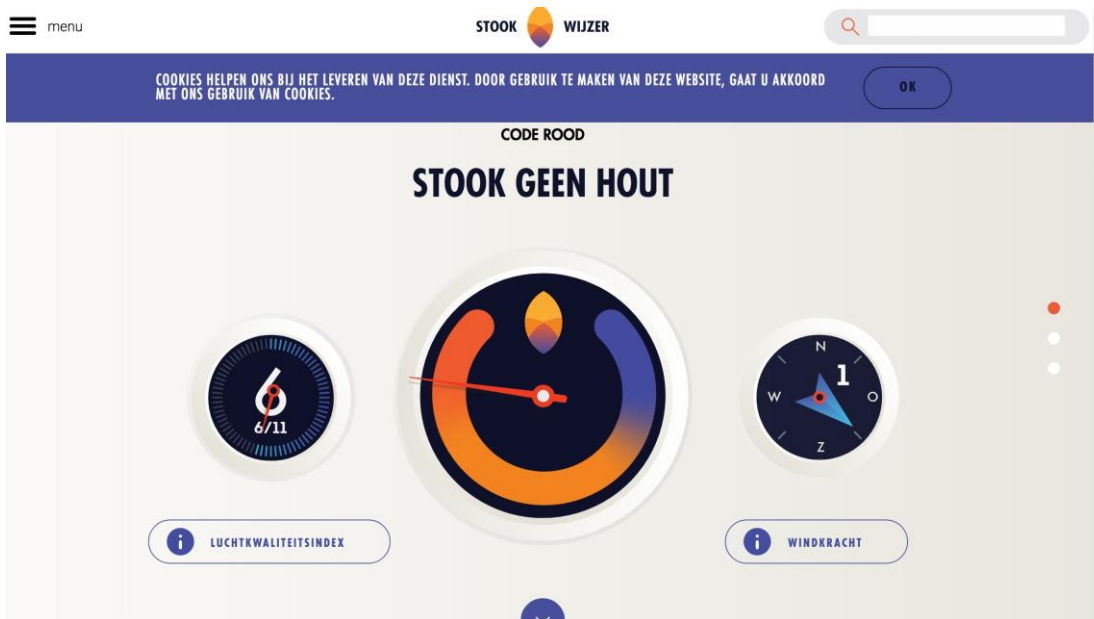 menu
STOOK WIJZER
COOKIES HELPEN ONS BIJ HET LEVEREN VAN DEZE DIENST. DOOR GEBRUIK TE MAKEN VAN DEZE WEBSITE, GAAT U AKKOORD
MET ONS GEBRUIK VAN COOKIES.
OK
CODE ROOD
STOOK GEEN HOUT
6
6/11
N
1
W
O
Z
i LUCHTKWALITEITSINDEX
i WINDKRACHT